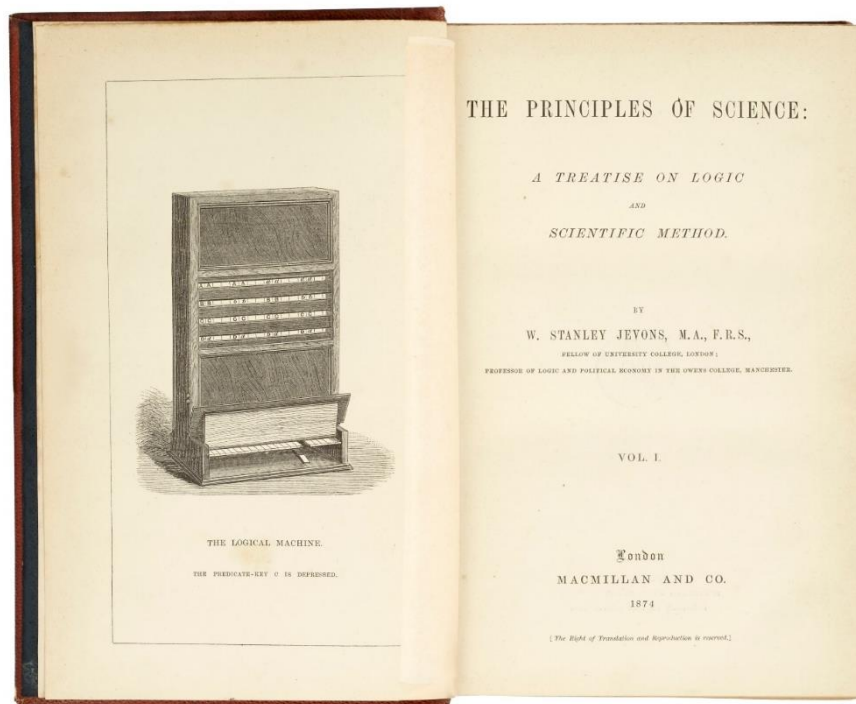 THE LOGICAL MACHINE.
THE PREDICATE-KEY C IS DEPRESSED.
THE PRINCIPLES OF SCIENCE:
A TREATISE ON LOGIC
AND
SCIENTIFIC METHOD.
BY
W. STANLEY JEVONS, M.A., F.R.S.,
FELLOW OF UNIVERSITY COLLEGE, LONDON;
PROFESSOR OF LOGIC AND POLITICAL ECONOMY IN THE OWENS COLLEGE, MANCHESTER.
VOL. I.
London
MACMILLAN AND CO.
1874
[The Right of Translation and Reproduction is reserved.]